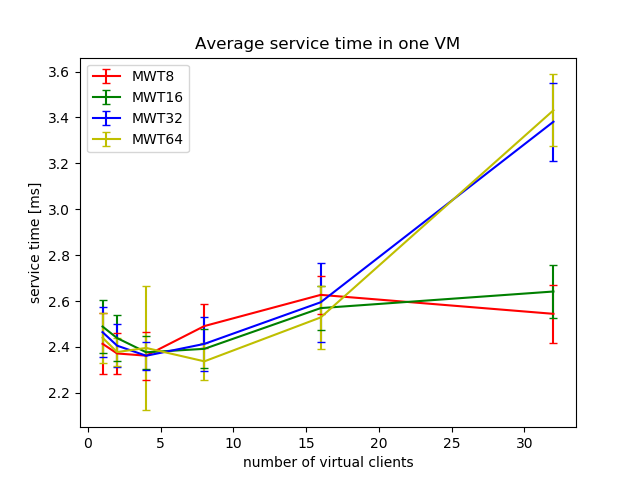 Average service time in one VM
MWT8
MWT16
MWT32
MWT64
3.6
3.4
3.2
3.0
2.8
2.6
2.4
2.2
service time [ms]
0 5 10 15 20 25 30
number of virtual clients